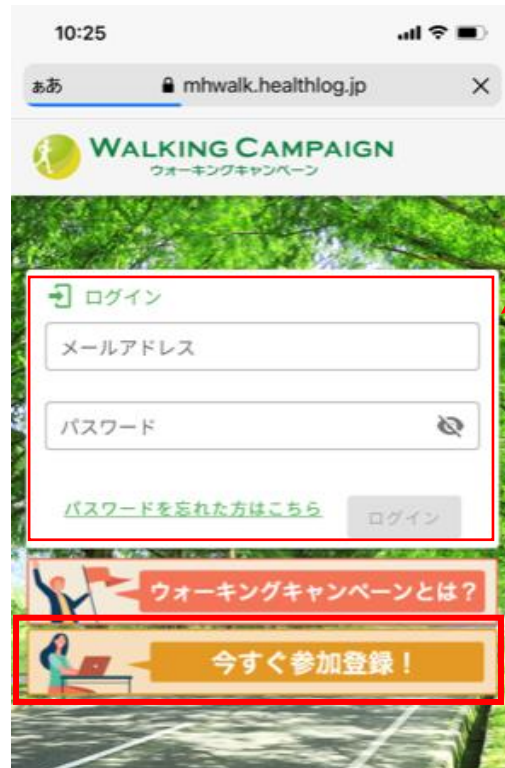 10:25
ぁあ mhwalk.healthlog.jp
WALKING CAMPAIGN
ウォーキングキャンペーン
ログイン
メールアドレス
パスワード
パスワードを忘れた方はこちら
ログイン
ウォーキングキャンペーンとは?
今すぐ参加登録!